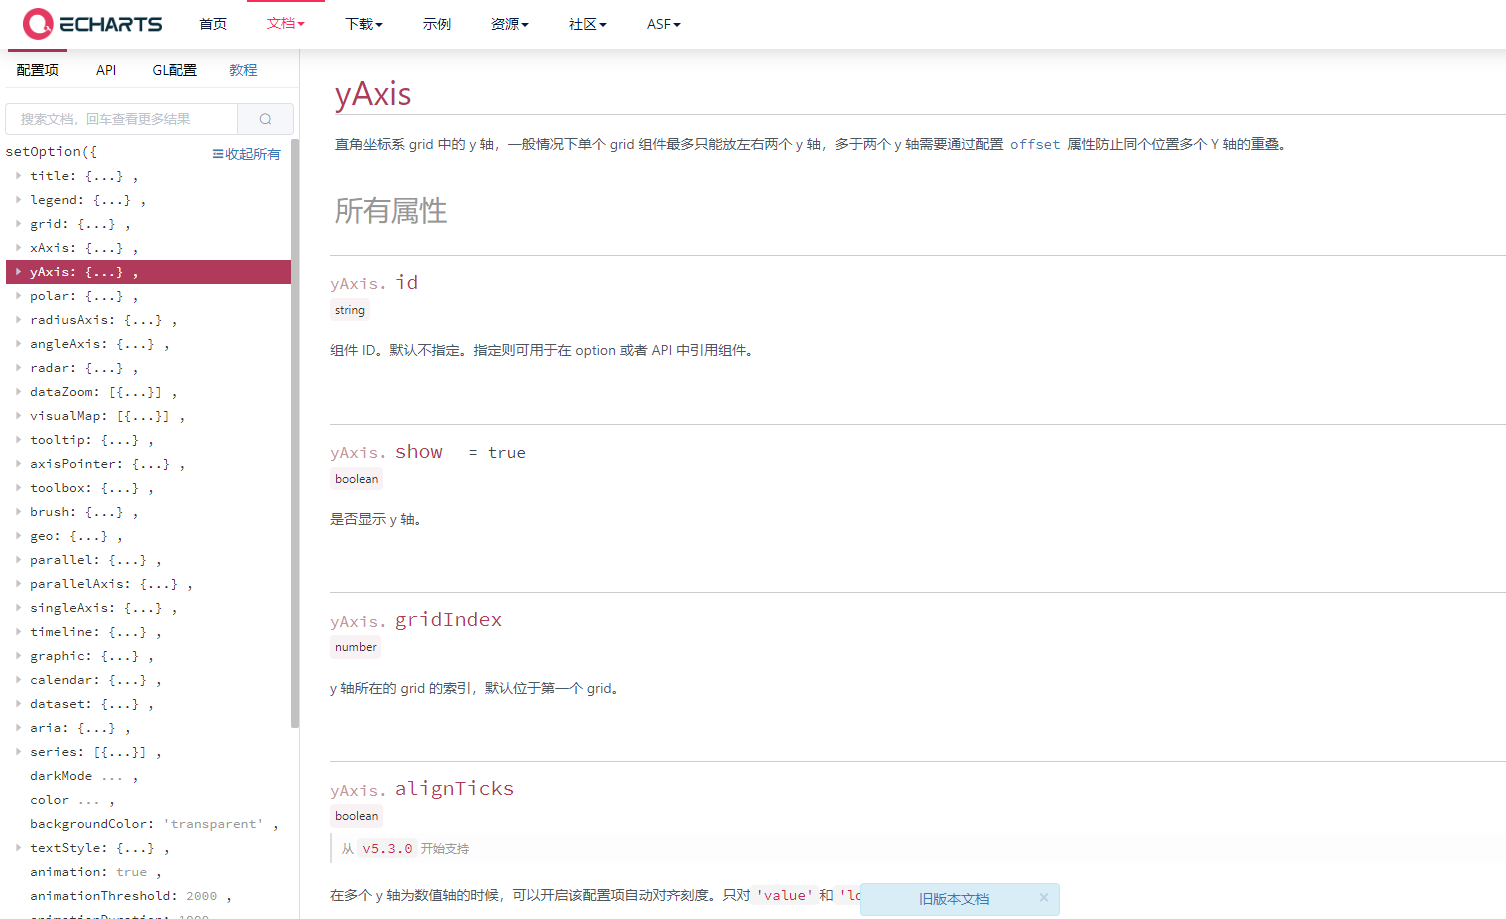 ECHARTS 首页 文档 下载 示例 资源 社区 ASF
配置项 API GL配置 教程
搜索文档，回车查看更多结果
setOption({ 收起所有
title: {...} ,
legend: {...} ,
grid: {...} ,
xAxis: {...} ,
yAxis: {...} ,
polar: {...} ,
radiusAxis: {...} ,
angleAxis: {...} ,
radar: {...} ,
dataZoom: [{...}] ,
visualMap: [{...}] ,
tooltip: {...} ,
axisPointer: {...} ,
toolbox: {...} ,
brush: {...} ,
geo: {...} ,
parallel: {...} ,
parallelAxis: {...} ,
singleAxis: {...} ,
timeline: {...} ,
graphic: {...} ,
calendar: {...} ,
dataset: {...} ,
aria: {...} ,
series: [{...}] ,
darkMode ... ,
color ... ,
backgroundColor: 'transparent' ,
textStyle: {...} ,
animation: true ,
animationThreshold: 2000 ,
yAxis
直角坐标系 grid 中的 y 轴，一般情况下单个 grid 组件最多只能放左右两个 y 轴，多于两个 y 轴需要通过配置 offset 属性防止同个位置多个 Y 轴的重叠。
所有属性
yAxis. id
string
组件 ID。默认不指定。指定则可用于在 option 或者 API 中引用组件。
yAxis. show = true
boolean
是否显示 y 轴。
yAxis. gridIndex
number
y 轴所在的 grid 的索引，默认位于第一个 grid。
yAxis. alignTicks
boolean
从 v5.3.0 开始支持
在多个 y 轴为数值轴的时候，可以开启该配置项自动对齐刻度。只对 'value' 和
旧版本文档 ×